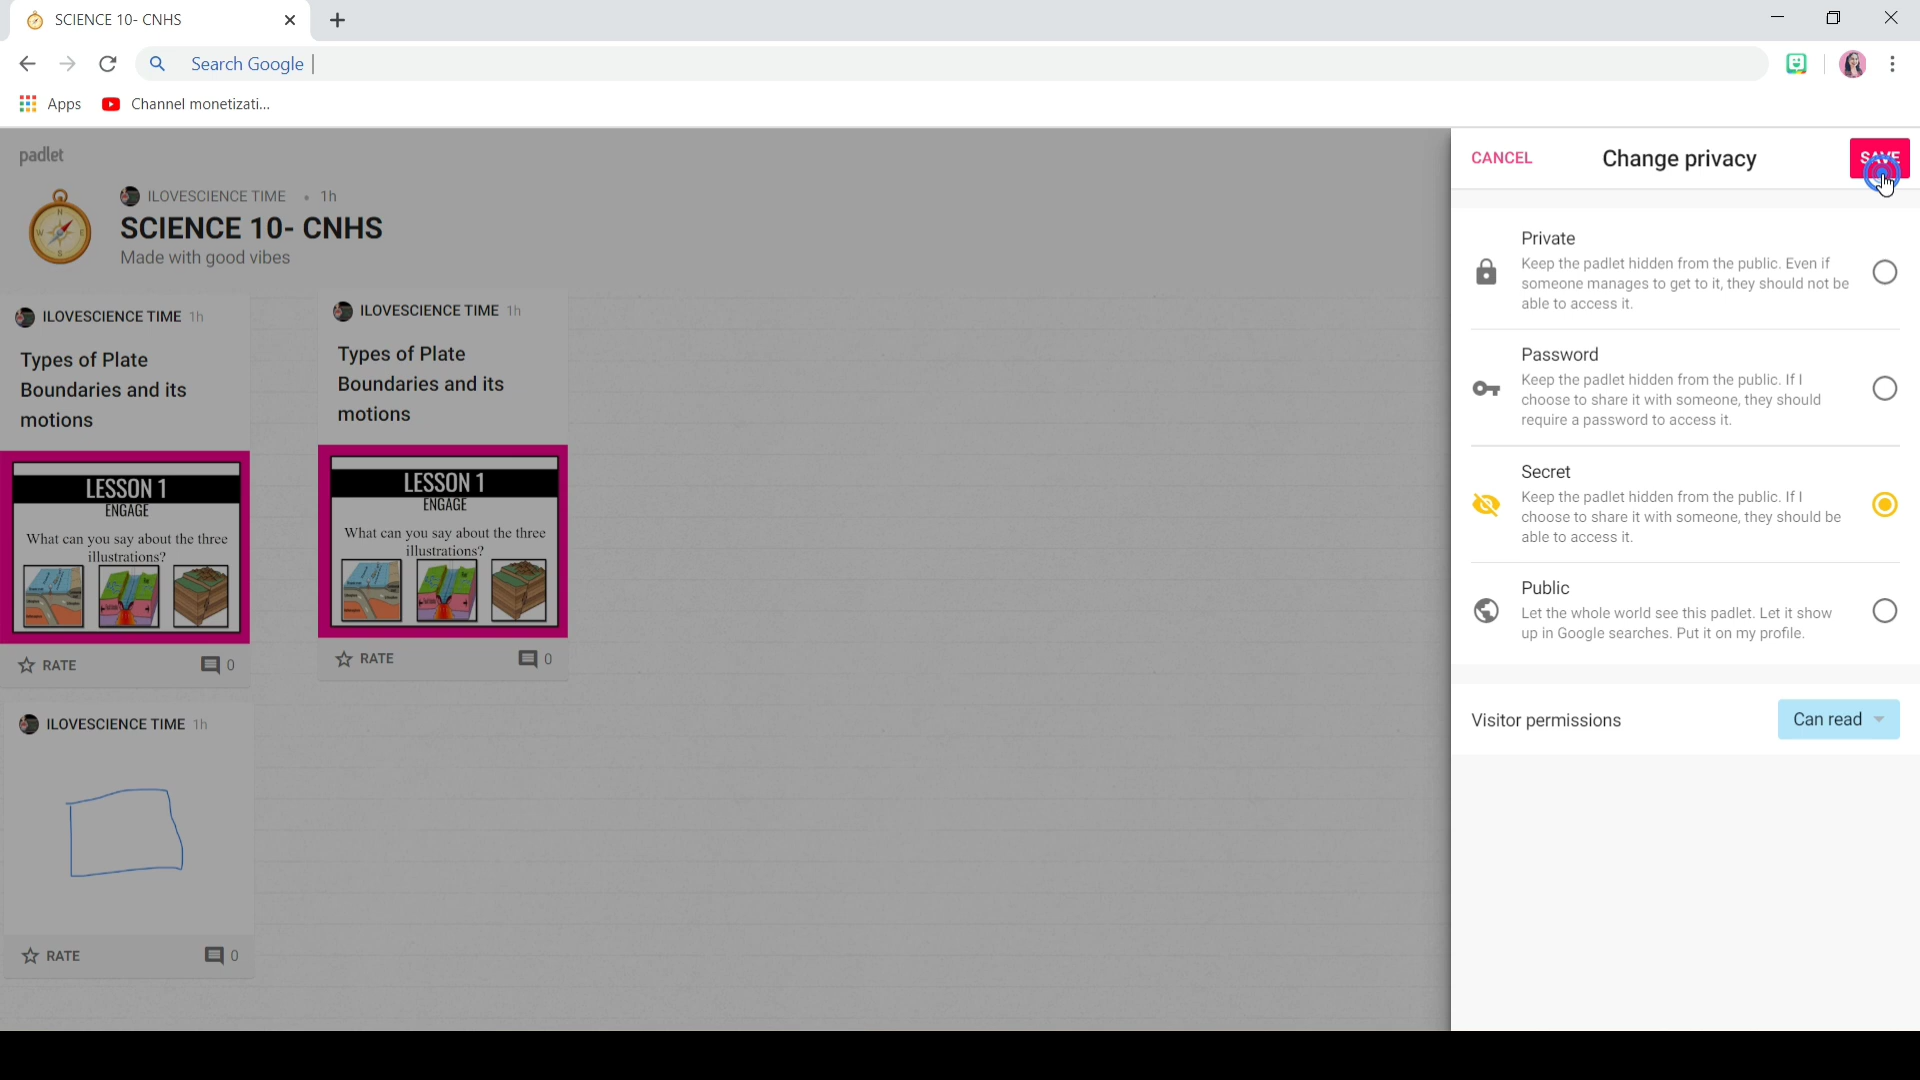 SCIENCE 10- CNHS
Search Google
Apps
Channel monetizati...
padlet
ILOVESCIENCE TIME • 1h
SCIENCE 10- CNHS
Made with good vibes
ILOVESCIENCE TIME 1h
Types of Plate
Boundaries and its
motions
LESSON 1
ENGAGE
What can you say about the three
illustrations?
RATE
0
ILOVESCIENCE TIME 1h
RATE
0
ILOVESCIENCE TIME 1h
Types of Plate
Boundaries and its
motions
LESSON 1
ENGAGE
What can you say about the three
illustrations?
RATE
0
CANCEL
Change privacy
SAVE
Private
Keep the padlet hidden from the public. Even if
someone manages to get to it, they should not be
able to access it.
Password
Keep the padlet hidden from the public. If I
choose to share it with someone, they should
require a password to access it.
Secret
Keep the padlet hidden from the public. If I
choose to share it with someone, they should be
able to access it.
Public
Let the whole world see this padlet. Let it show
up in Google searches. Put it on my profile.
Visitor permissions
Can read